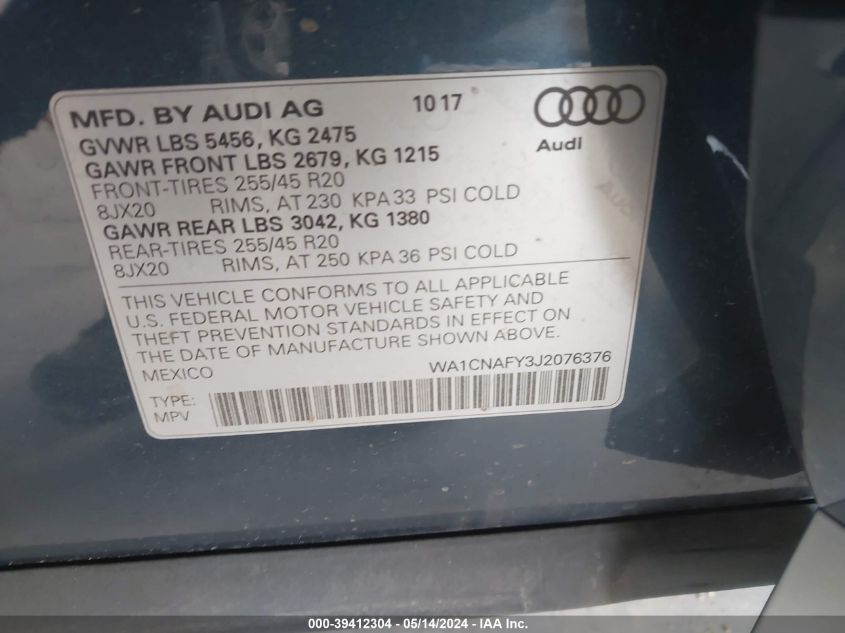 MFD. BY AUDI AG 10 17
GVWR LBS 5456, KG 2475
Audi
GAWR FRONT LBS 2679, KG 1215
FRONT-TIRES 255/45 R20
8JX20 RIMS, AT 230 KPA 33 PSI COLD
GAWR REAR LBS 3042, KG 1380
REAR-TIRES 255/45 R20
8JX20 RIMS, AT 250 KPA 36 PSI COLD
Audi
THIS VEHICLE CONFORMS TO ALL APPLICABLE
U.S. FEDERAL MOTOR VEHICLE SAFETY AND
THEFT PREVENTION STANDARDS IN EFFECT ON
THE DATE OF MANUFACTURE SHOWN ABOVE.
MEXICO WA1CNAFY3J2076376
TYPE:
MPV
000-39412304 - 05/14/2024 - IAA Inc.